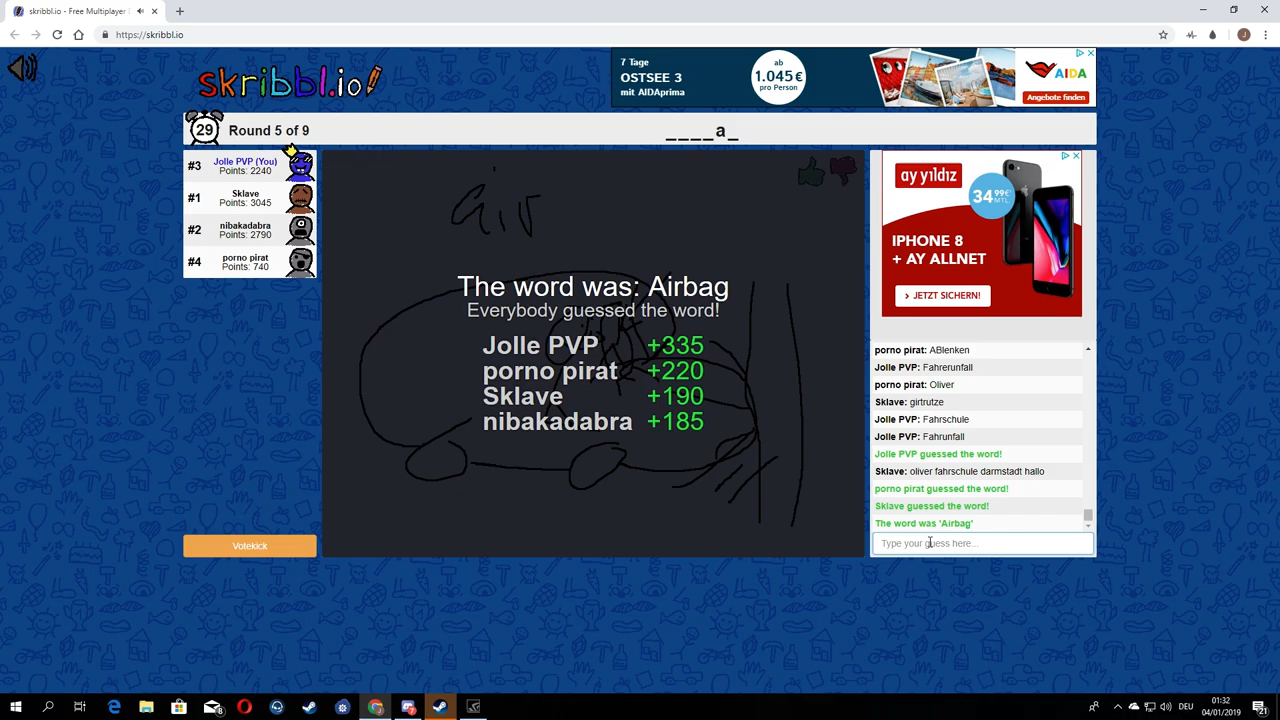 skribbl.io - Free Multiplayer
https://skribbl.io
J
skribbl.io
7 Tage
OSTSEE 3
mit AIDAprima
ab
1.045 €
pro Person
AIDA
Angebote finden
29
Round 5 of 9
____a_
#3
Jolle PVP (You)
Points: 2240
#1
Sklave
Points: 3045
#2
nibakadabra
Points: 2790
#4
porno pirat
Points: 740
Votekick
air
The word was: Airbag
Everybody guessed the word!
Jolle PVP +335
porno pirat +220
Sklave +190
nibakadabra +185
ay yıldız
34,99€
MTL.
IPHONE 8
+ AY ALLNET
> JETZT SICHERN!
porno pirat: ABlenken
Jolle PVP: Fahrerunfall
porno pirat: Oliver
Sklave: girtrutze
Jolle PVP: Fahrschule
Jolle PVP: Fahrunfall
Jolle PVP guessed the word!
Sklave: oliver fahrschule darmstadt hallo
porno pirat guessed the word!
Sklave guessed the word!
The word was 'Airbag'
Type your guess here...
DEU
01:32
04/01/2019
21